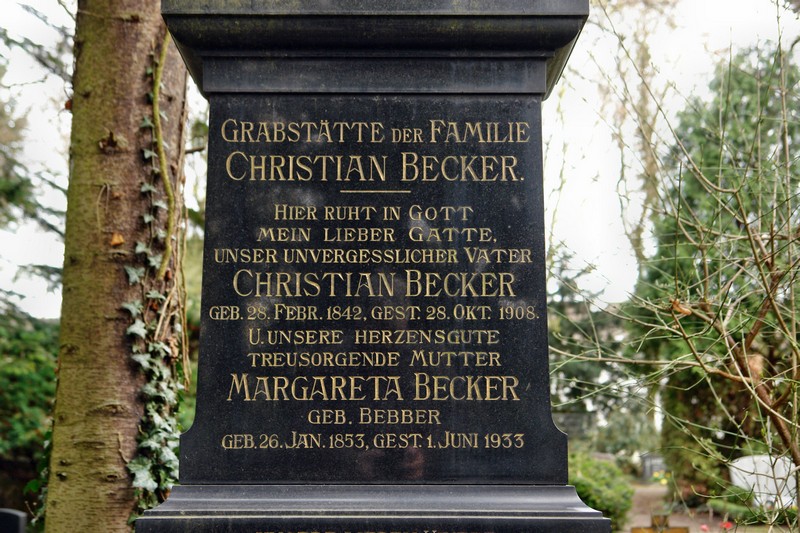 GRABSTÄTTE DER FAMILIE
CHRISTIAN BECKER.
HIER RUHT IN GOTT
MEIN LIEBER GATTE,
UNSER UNVERGESSLICHER VATER
CHRISTIAN BECKER
GEB. 28. FEBR. 1842, GEST. 28. OKT. 1908.
U. UNSERE HERZENSGUTE
TREUSORGENDE MUTTER
MARGARETA BECKER
GEB. BEBBER
GEB. 26. JAN. 1853, GEST. 1. JUNI 1933